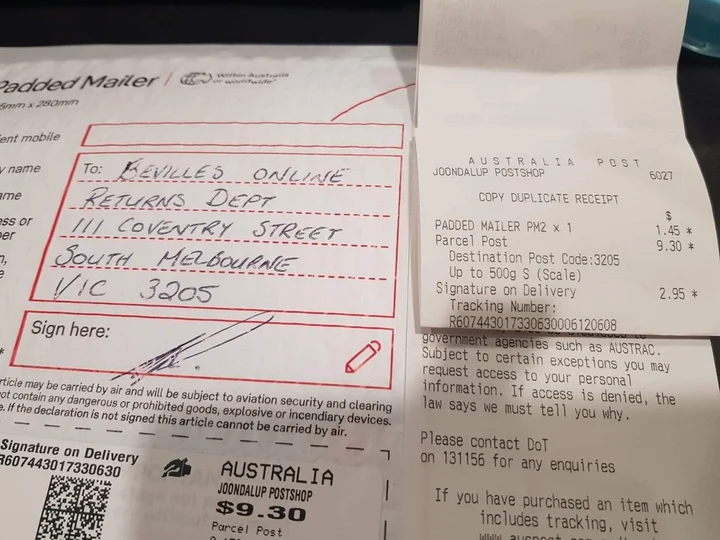 Padded Mailer
Within Australia
or worldwide
5mm x 280mm
ent mobile
y name
ame
ess or
er
To: BEVILLES ONLINE
RETURNS DEPT
111 COVENTRY STREET
SOUTH MELBOURNE
VIC 3205
Sign here:
rticle may be carried by air and will be subject to aviation security and clearing
ot contain any dangerous or prohibited goods, explosive or incendiary devices.
e. If the declaration is not signed this article cannot be carried by air.
Signature on Delivery
R607443017330630
AUSTRALIA
JOONDALUP POSTSHOP
$9.30
Parcel Post
AUSTRALIA POST
JOONDALUP POSTSHOP 6027
COPY DUPLICATE RECEIPT
$
PADDED MAILER PM2 x 1 1.45 *
Parcel Post 9.30 *
Destination Post Code:3205
Up to 500g S (Scale)
Signature on Delivery 2.95 *
Tracking Number:
R6074430173306300061 20608
government agencies such as AUSTRAC.
Subject to certain exceptions you may
request access to your personal
information. If access is denied, the
law says we must tell you why.
Please contact DoT
on 131156 for any enquiries
If you have purchased an item which
includes tracking, visit